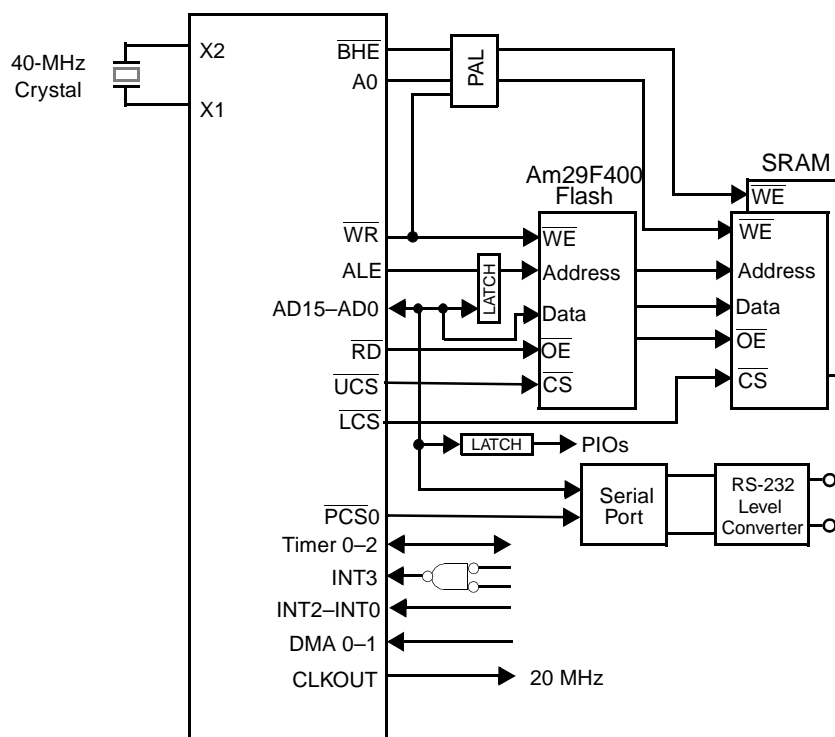 40-MHz
Crystal
X2
X1
BHE
A0
PAL
WR
ALE
AD15–AD0
RD
UCS
LCS
LATCH
Am29F400
Flash
WE
Address
Data
OE
CS
SRAM
WE
WE
Address
Data
OE
CS
LATCH
PIOs
Serial
Port
RS-232
Level
Converter
PCS0
Timer 0–2
INT3
INT2–INT0
DMA 0–1
CLKOUT
20 MHz